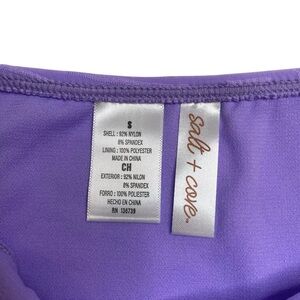 S
SHELL : 92% NYLON
8% SPANDEX
LINING : 100% POLYESTER
MADE IN CHINA
CH
EXTERIOR : 92% NILON
8% SPANDEX
FORRO : 100% POLIESTER
HECHO EN CHINA
RN 136739
salt + cove